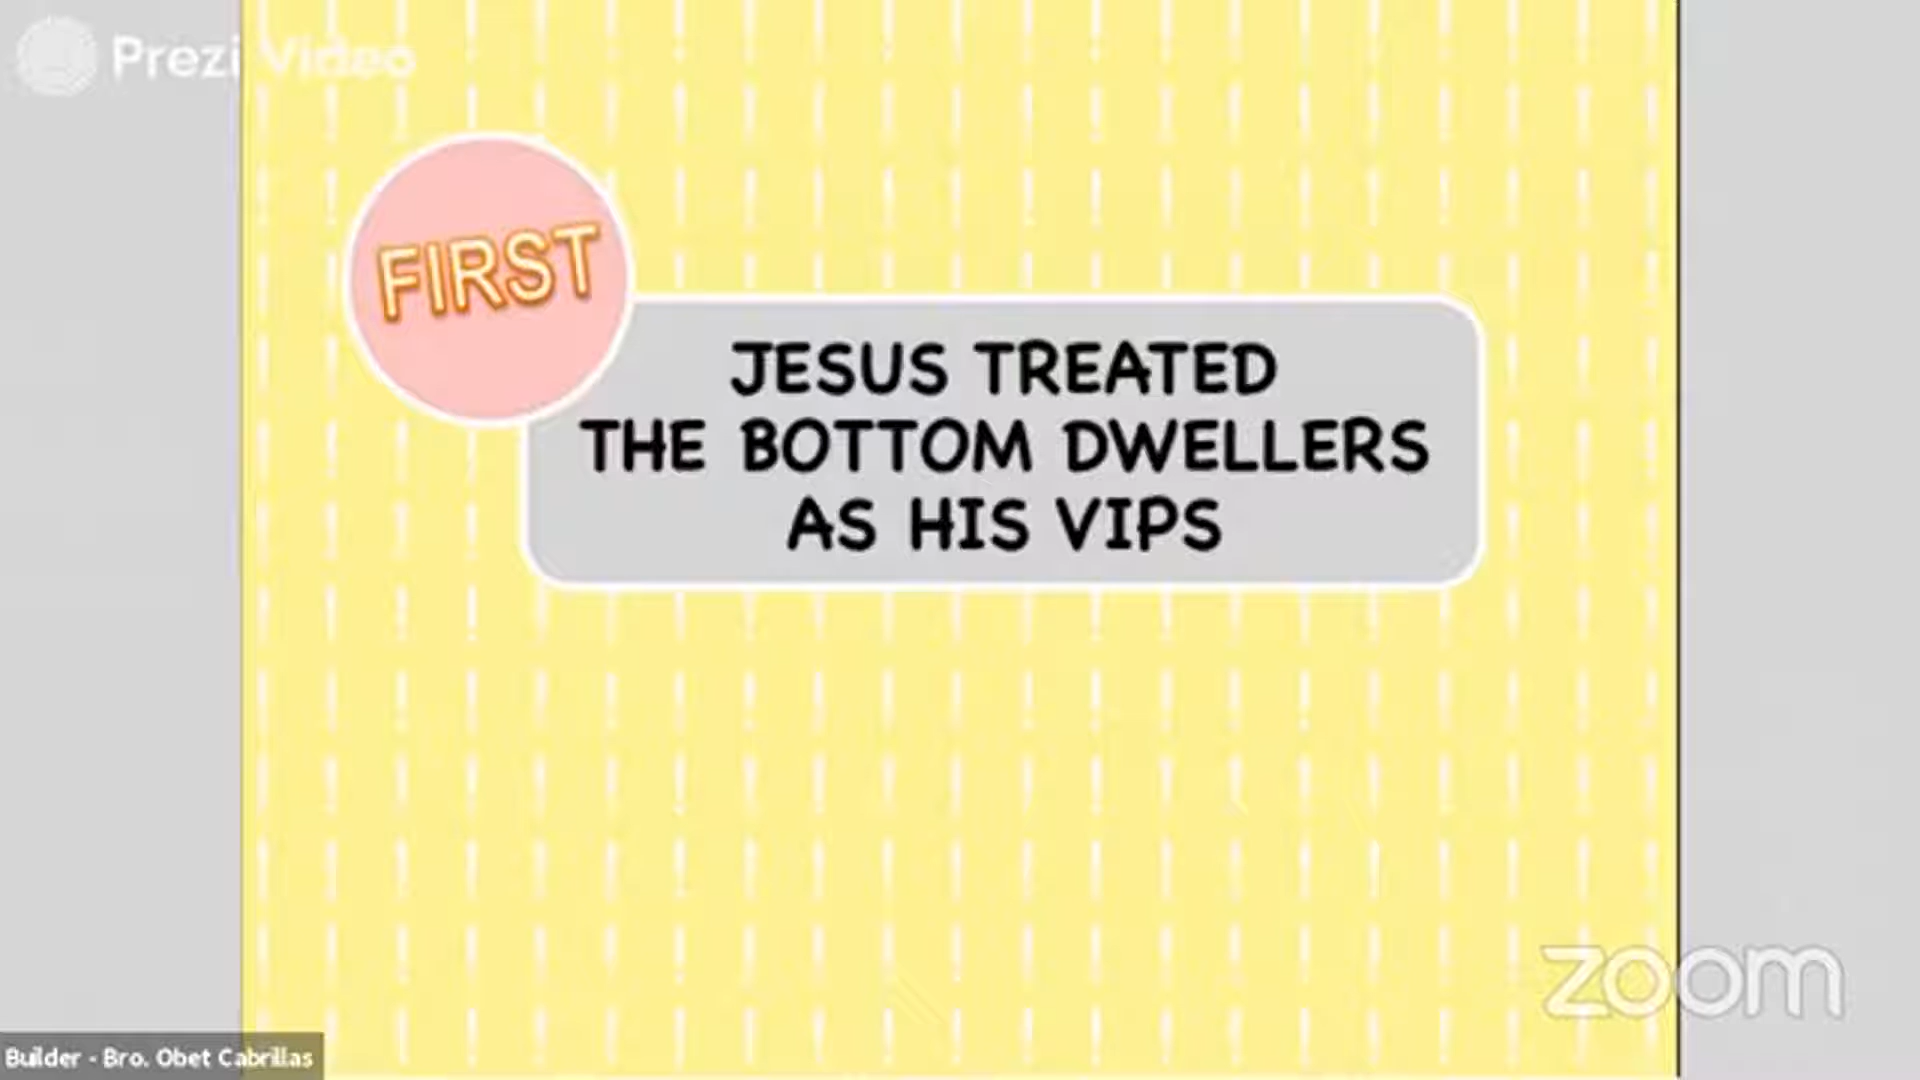 Prezi Video
FIRST
JESUS TREATED
THE BOTTOM DWELLERS
AS HIS VIPS
zoom
Builder - Bro. Obet Cabrillas